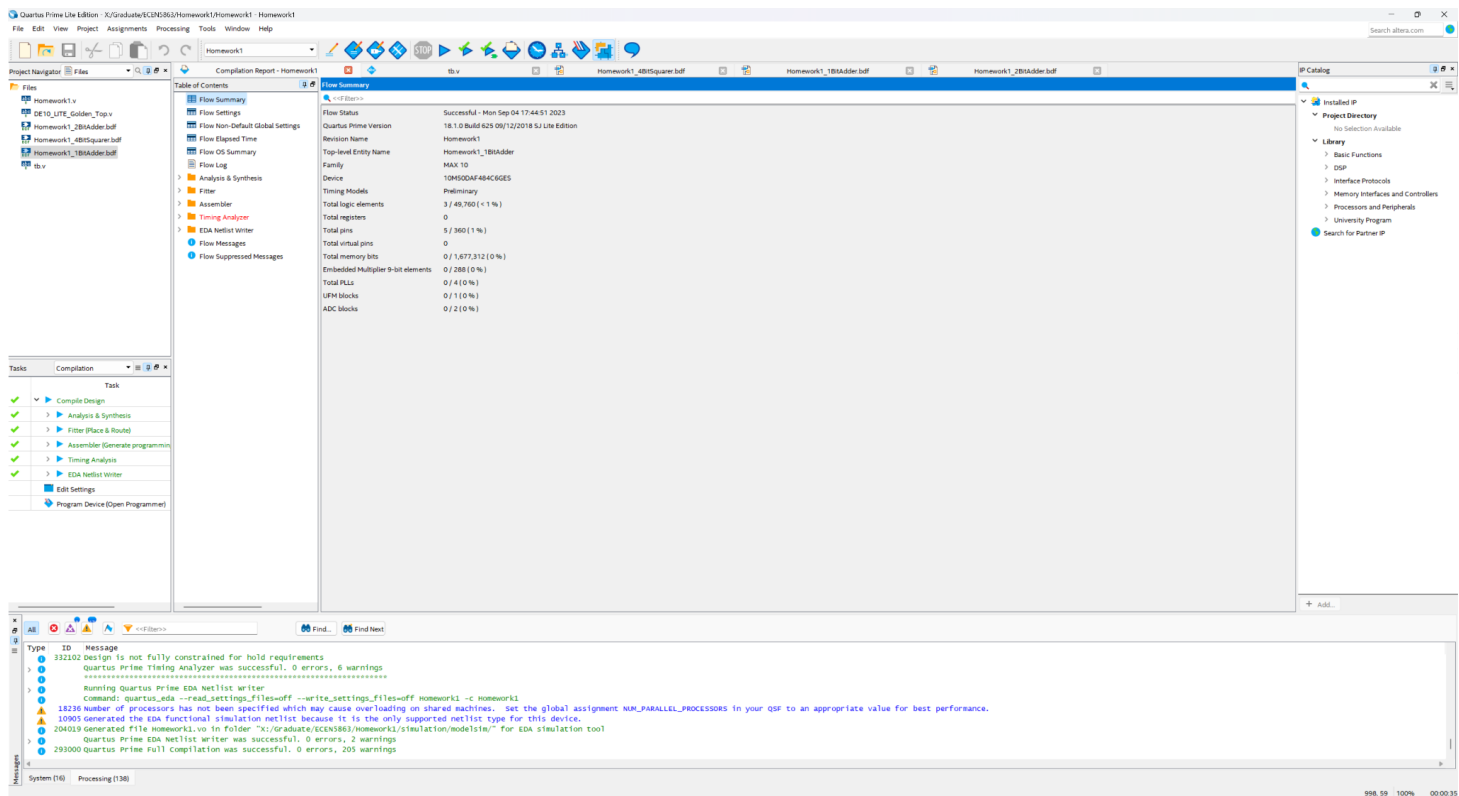 Quartus Prime Lite Edition - X:/Graduate/ECEN5863/Homework1/Homework1 - Homework1
File Edit View Project Assignments Processing Tools Window Help
Search altera.com
Homework1
STOP
Project Navigator Files
Files
Homework1.v
DE10_LITE_Golden_Top.v
Homework1_2BitAdder.bdf
Homework1_4BitSquarer.bdf
Homework1_1BitAdder.bdf
tb.v
Tasks Compilation
Task
Compile Design
Analysis & Synthesis
Fitter (Place & Route)
Assembler (Generate programmin
Timing Analysis
EDA Netlist Writer
Edit Settings
Program Device (Open Programmer)
Compilation Report - Homework1 tb.v Homework1_4BitSquarer.bdf Homework1_1BitAdder.bdf Homework1_2BitAdder.bdf
Table of Contents
Flow Summary
Flow Settings
Flow Non-Default Global Settings
Flow Elapsed Time
Flow OS Summary
Flow Log
Analysis & Synthesis
Fitter
Assembler
Timing Analyzer
EDA Netlist Writer
Flow Messages
Flow Suppressed Messages
Flow Summary
<<Filter>>
Flow Status Successful - Mon Sep 04 17:44:51 2023
Quartus Prime Version 18.1.0 Build 625 09/12/2018 SJ Lite Edition
Revision Name Homework1
Top-level Entity Name Homework1_1BitAdder
Family MAX 10
Device 10M50DAF484C6GES
Timing Models Preliminary
Total logic elements 3 / 49,760 ( < 1 % )
Total registers 0
Total pins 5 / 360 ( 1 % )
Total virtual pins 0
Total memory bits 0 / 1,677,312 ( 0 % )
Embedded Multiplier 9-bit elements 0 / 288 ( 0 % )
Total PLLs 0 / 4 ( 0 % )
UFM blocks 0 / 1 ( 0 % )
ADC blocks 0 / 2 ( 0 % )
IP Catalog
Installed IP
Project Directory
No Selection Available
Library
Basic Functions
DSP
Interface Protocols
Memory Interfaces and Controllers
Processors and Peripherals
University Program
Search for Partner IP
+ Add...
All <<Filter>> Find... Find Next
Type ID Message
332102 Design is not fully constrained for hold requirements
Quartus Prime Timing Analyzer was successful. 0 errors, 6 warnings
*******************************************************************
Running Quartus Prime EDA Netlist Writer
Command: quartus_eda --read_settings_files=off --write_settings_files=off Homework1 -c Homework1
18236 Number of processors has not been specified which may cause overloading on shared machines. Set the global assignment NUM_PARALLEL_PROCESSORS in your QSF to an appropriate value for best performance.
10905 Generated the EDA functional simulation netlist because it is the only supported netlist type for this device.
204019 Generated file Homework1.vo in folder "X:/Graduate/ECEN5863/Homework1/simulation/modelsim/" for EDA simulation tool
Quartus Prime EDA Netlist Writer was successful. 0 errors, 2 warnings
293000 Quartus Prime Full Compilation was successful. 0 errors, 205 warnings
Messages
System (16) Processing (138)
998, 59 100% 00:00:35